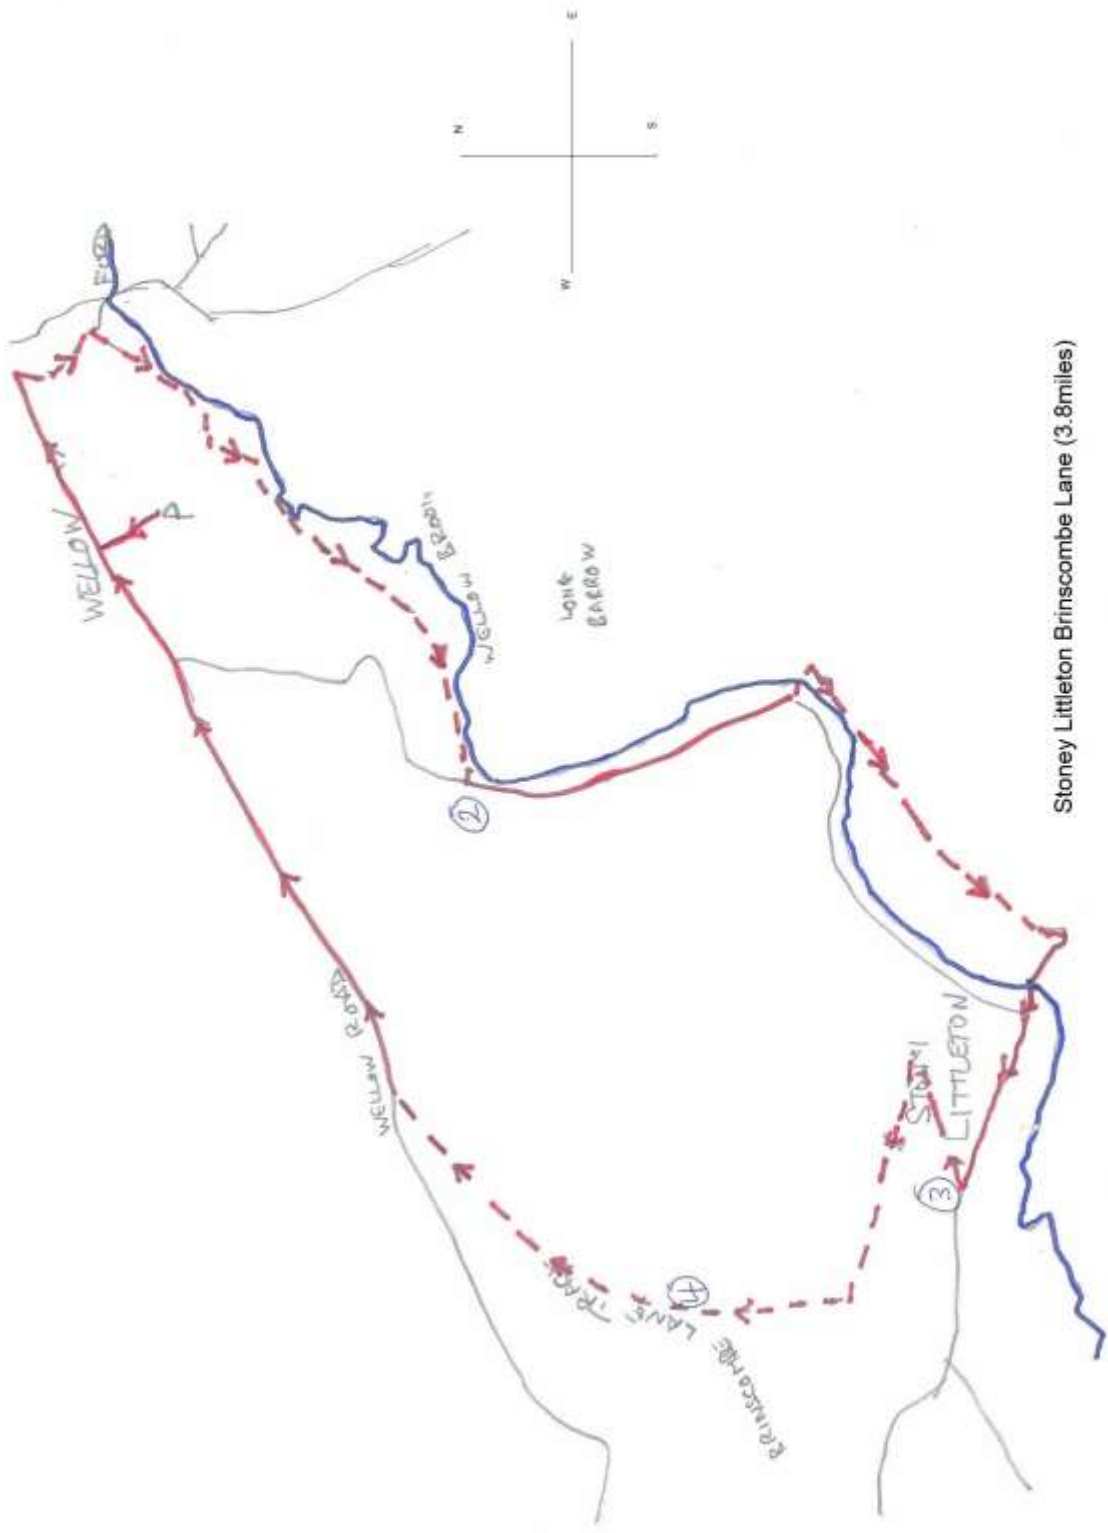 N
E
W
S
FORD
WELLOW
P
WELLOW BROOK
LONG
BARROW
2
WELLOW ROAD
STONEY
LITTLETON
3
4
BRINSCOMBE LANE TRACK
Stoney Littleton Brinscombe Lane (3.8miles)